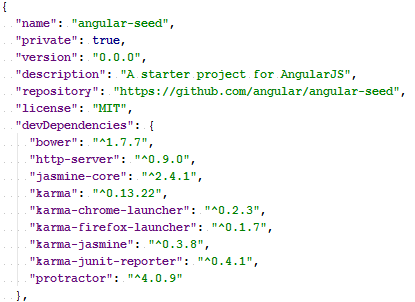 {
"name": "angular-seed",
"private": true,
"version": "0.0.0",
"description": "A starter project for AngularJS",
"repository": "https://github.com/angular/angular-seed",
"license": "MIT",
"devDependencies": {
"bower": "^1.7.7",
"http-server": "^0.9.0",
"jasmine-core": "^2.4.1",
"karma": "^0.13.22",
"karma-chrome-launcher": "^0.2.3",
"karma-firefox-launcher": "^0.1.7",
"karma-jasmine": "^0.3.8",
"karma-junit-reporter": "^0.4.1",
"protractor": "^4.0.9"
},